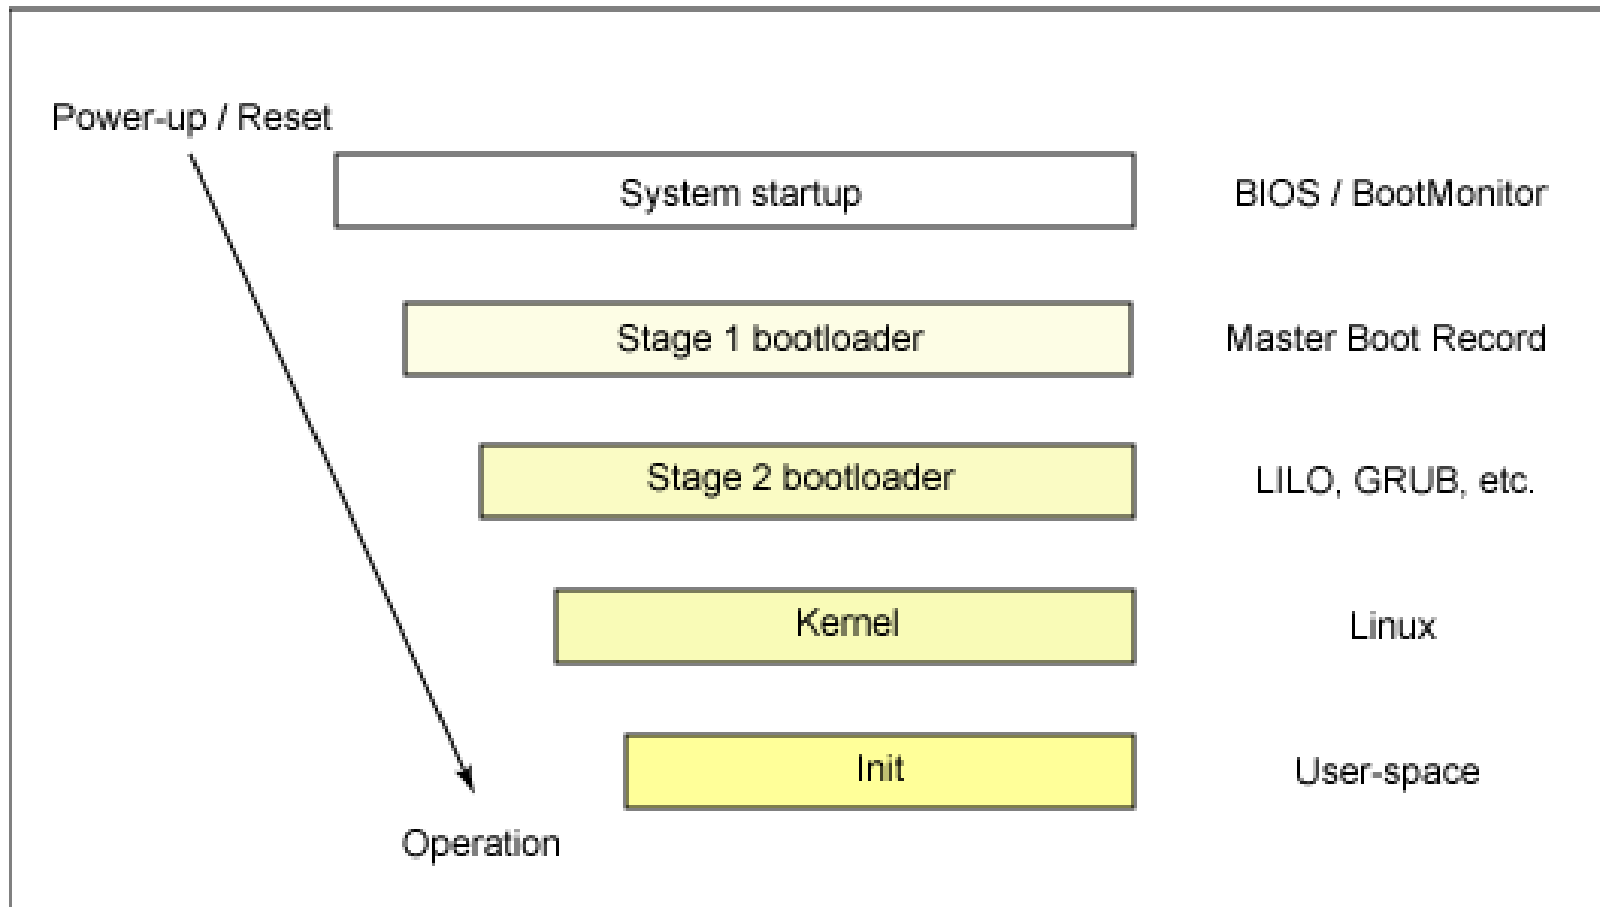 Power-up / Reset
System startup
BIOS / BootMonitor
Stage 1 bootloader
Master Boot Record
Stage 2 bootloader
LILO, GRUB, etc.
Kernel
Linux
Init
User-space
Operation